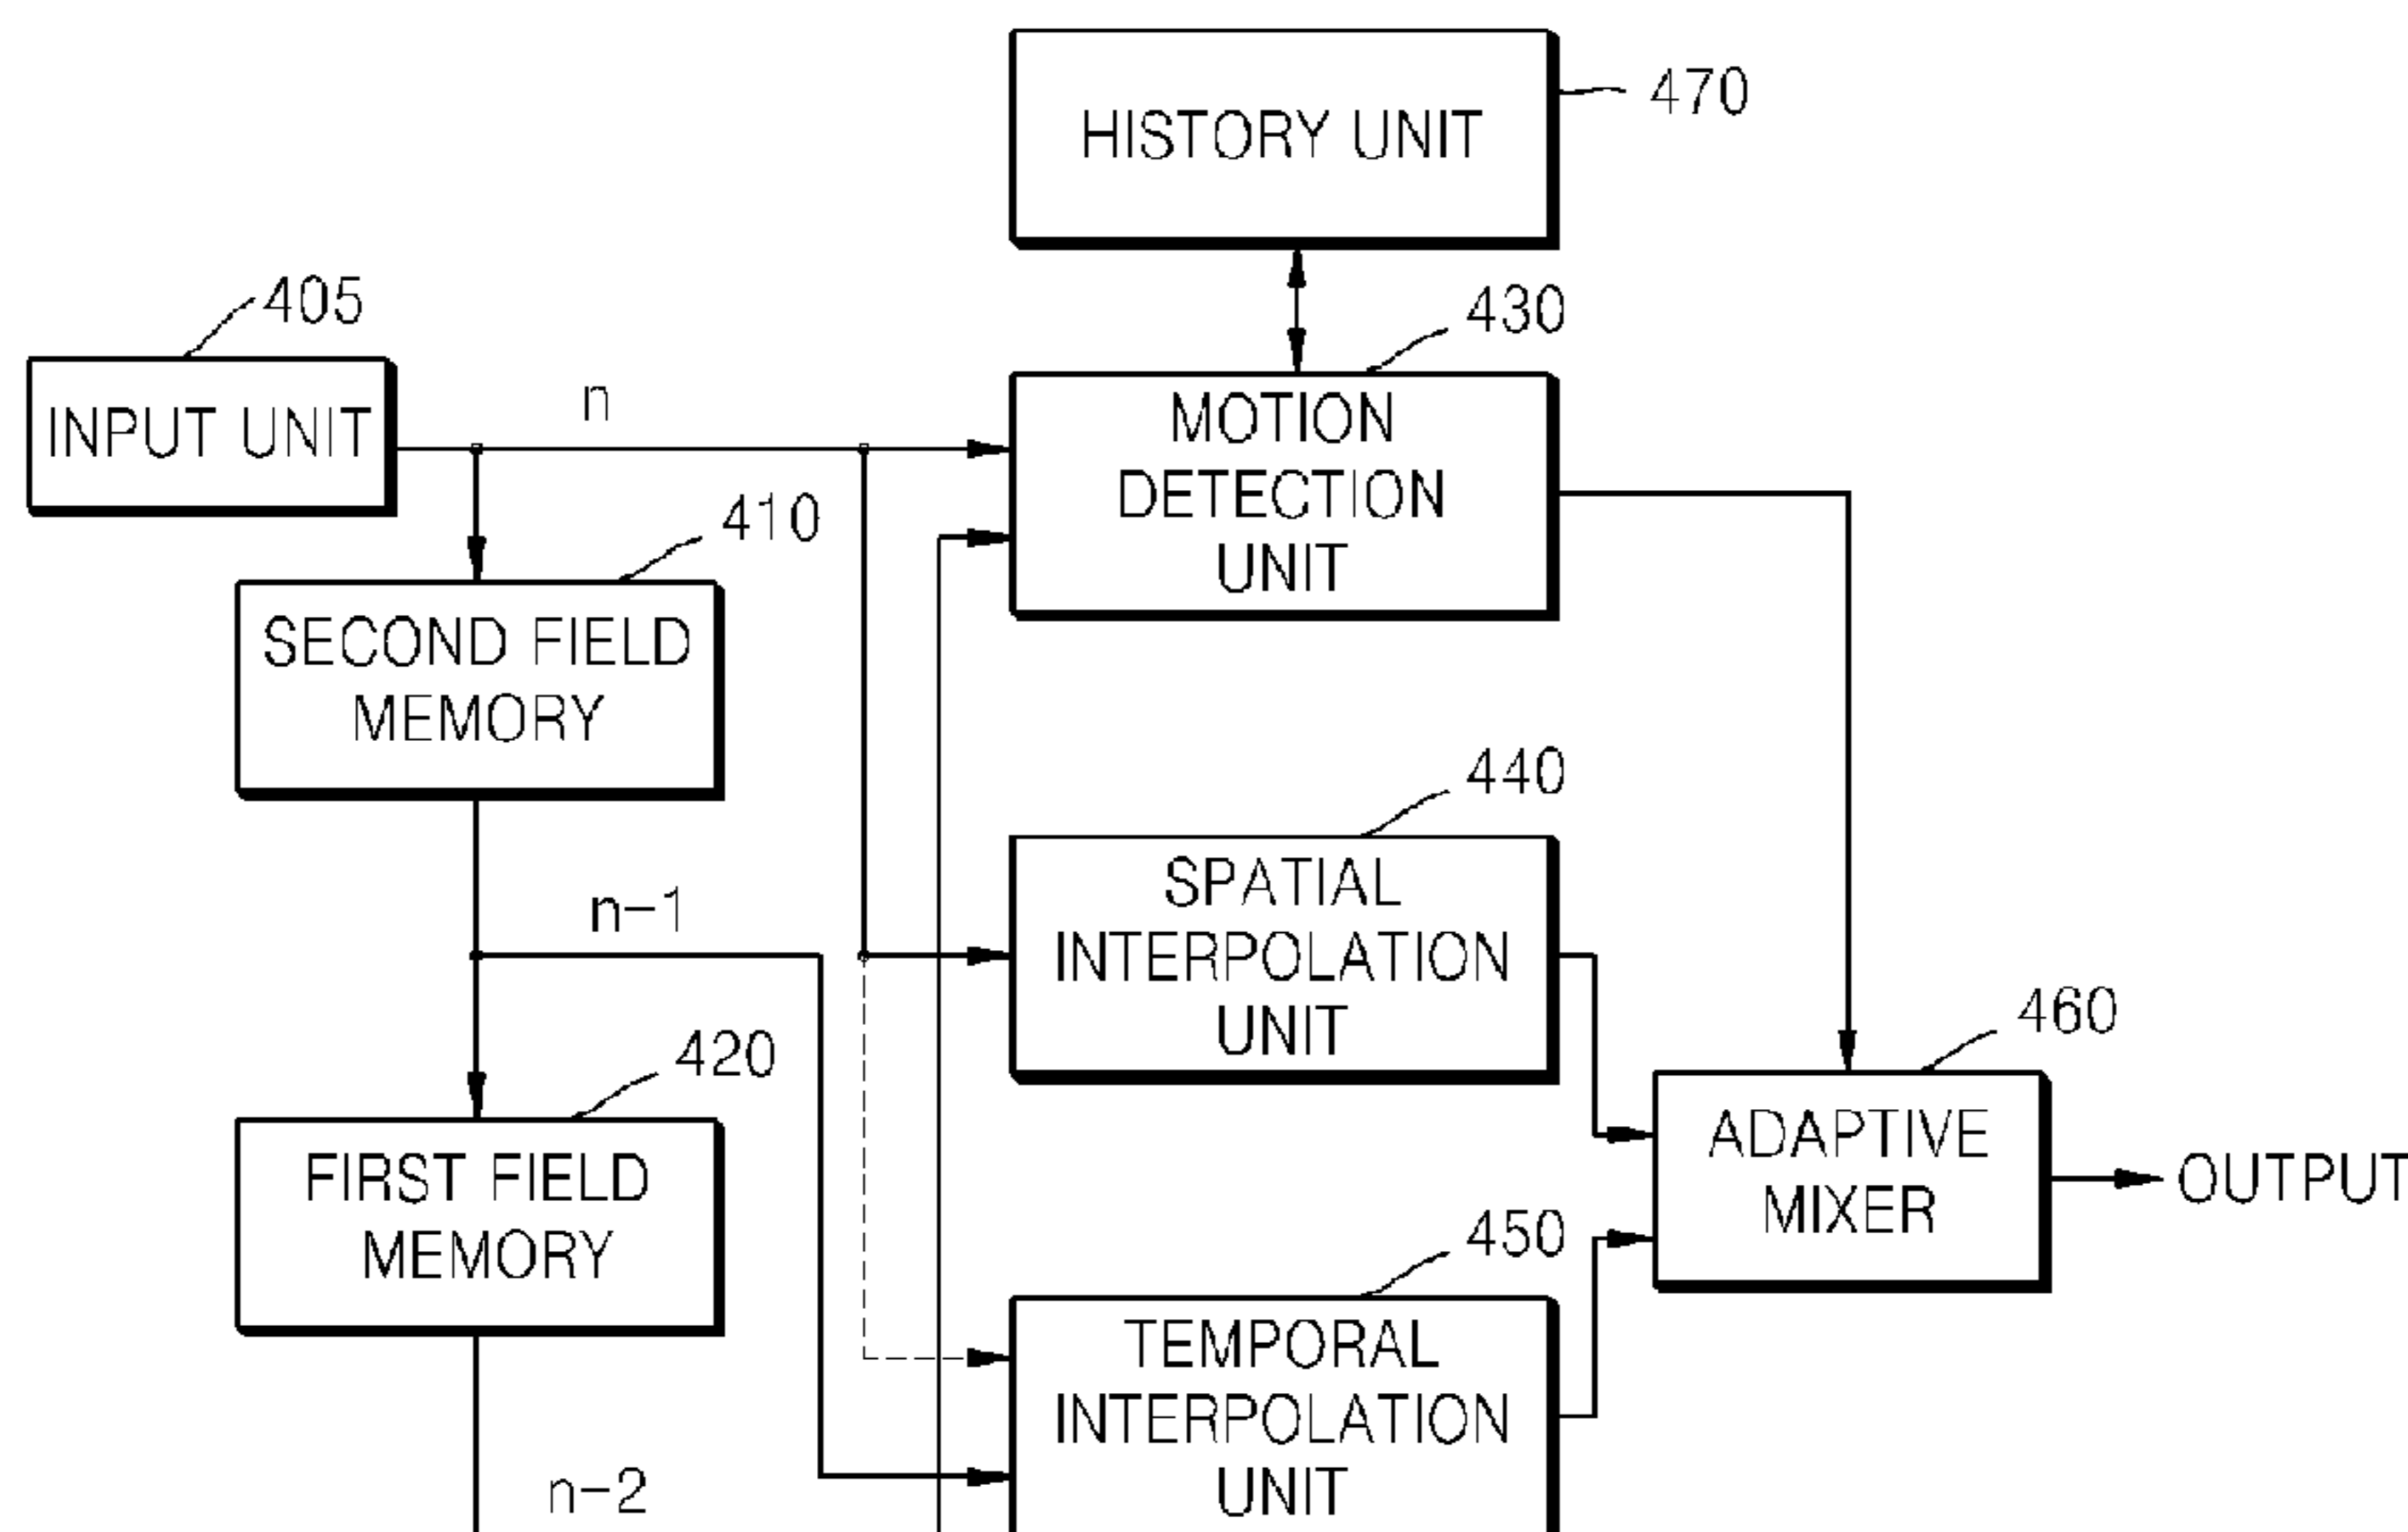 HISTORY UNIT
470
405
INPUT UNIT
n
430
MOTION
DETECTION
UNIT
410
SECOND FIELD
MEMORY
n-1
440
SPATIAL
INTERPOLATION
UNIT
420
FIRST FIELD
MEMORY
460
ADAPTIVE
MIXER
OUTPUT
450
TEMPORAL
INTERPOLATION
UNIT
n-2